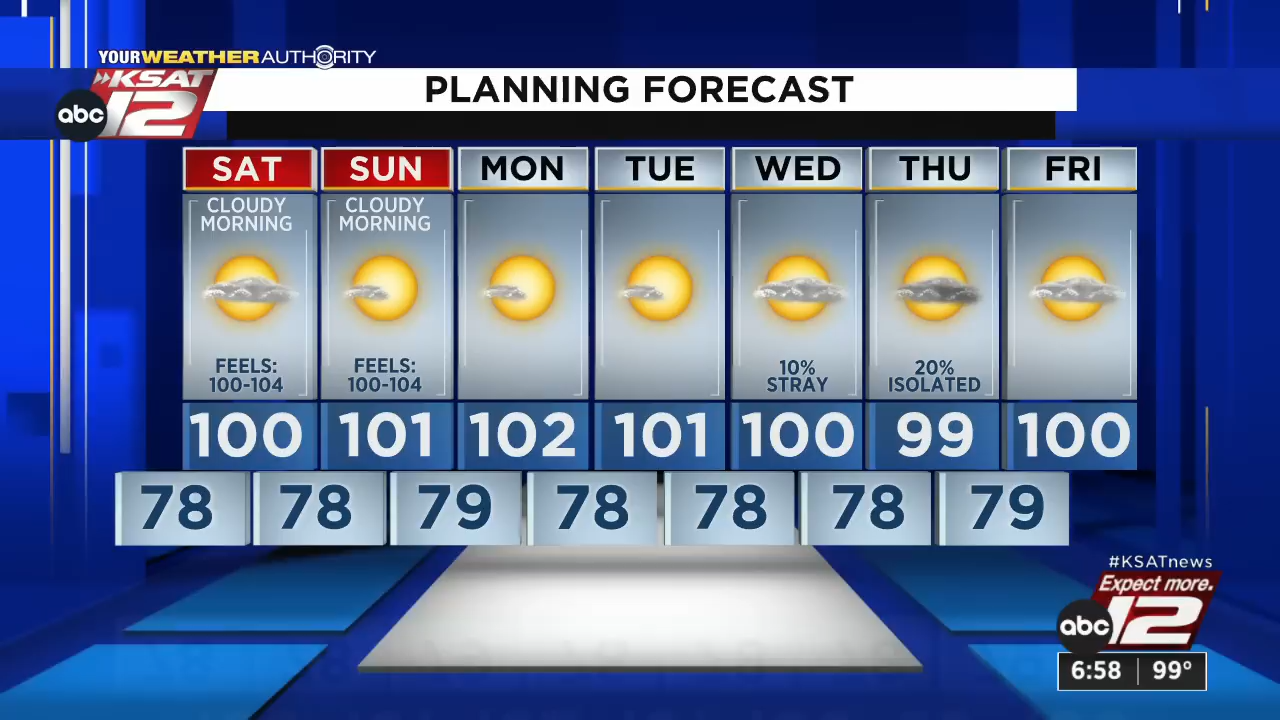 YOURWEATHERAUTHORITY
KSAT
abc 12
PLANNING FORECAST
SAT SUN MON TUE WED THU FRI
CLOUDY MORNING CLOUDY MORNING
FEELS: 100-104 FEELS: 100-104 10% STRAY 20% ISOLATED
100 101 102 101 100 99 100
78 78 79 78 78 78 79
#KSATnews
Expect more.
abc 12
6:58 99°